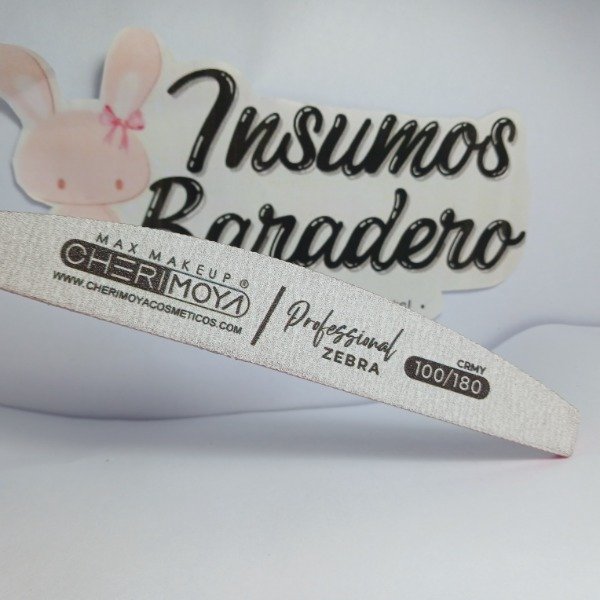 Insumos
Baradero
MAX MAKEUP
CHERIMOYA®
WWW.CHERIMOYACOSMETICOS.COM
Professional
ZEBRA
CRMY
100/180